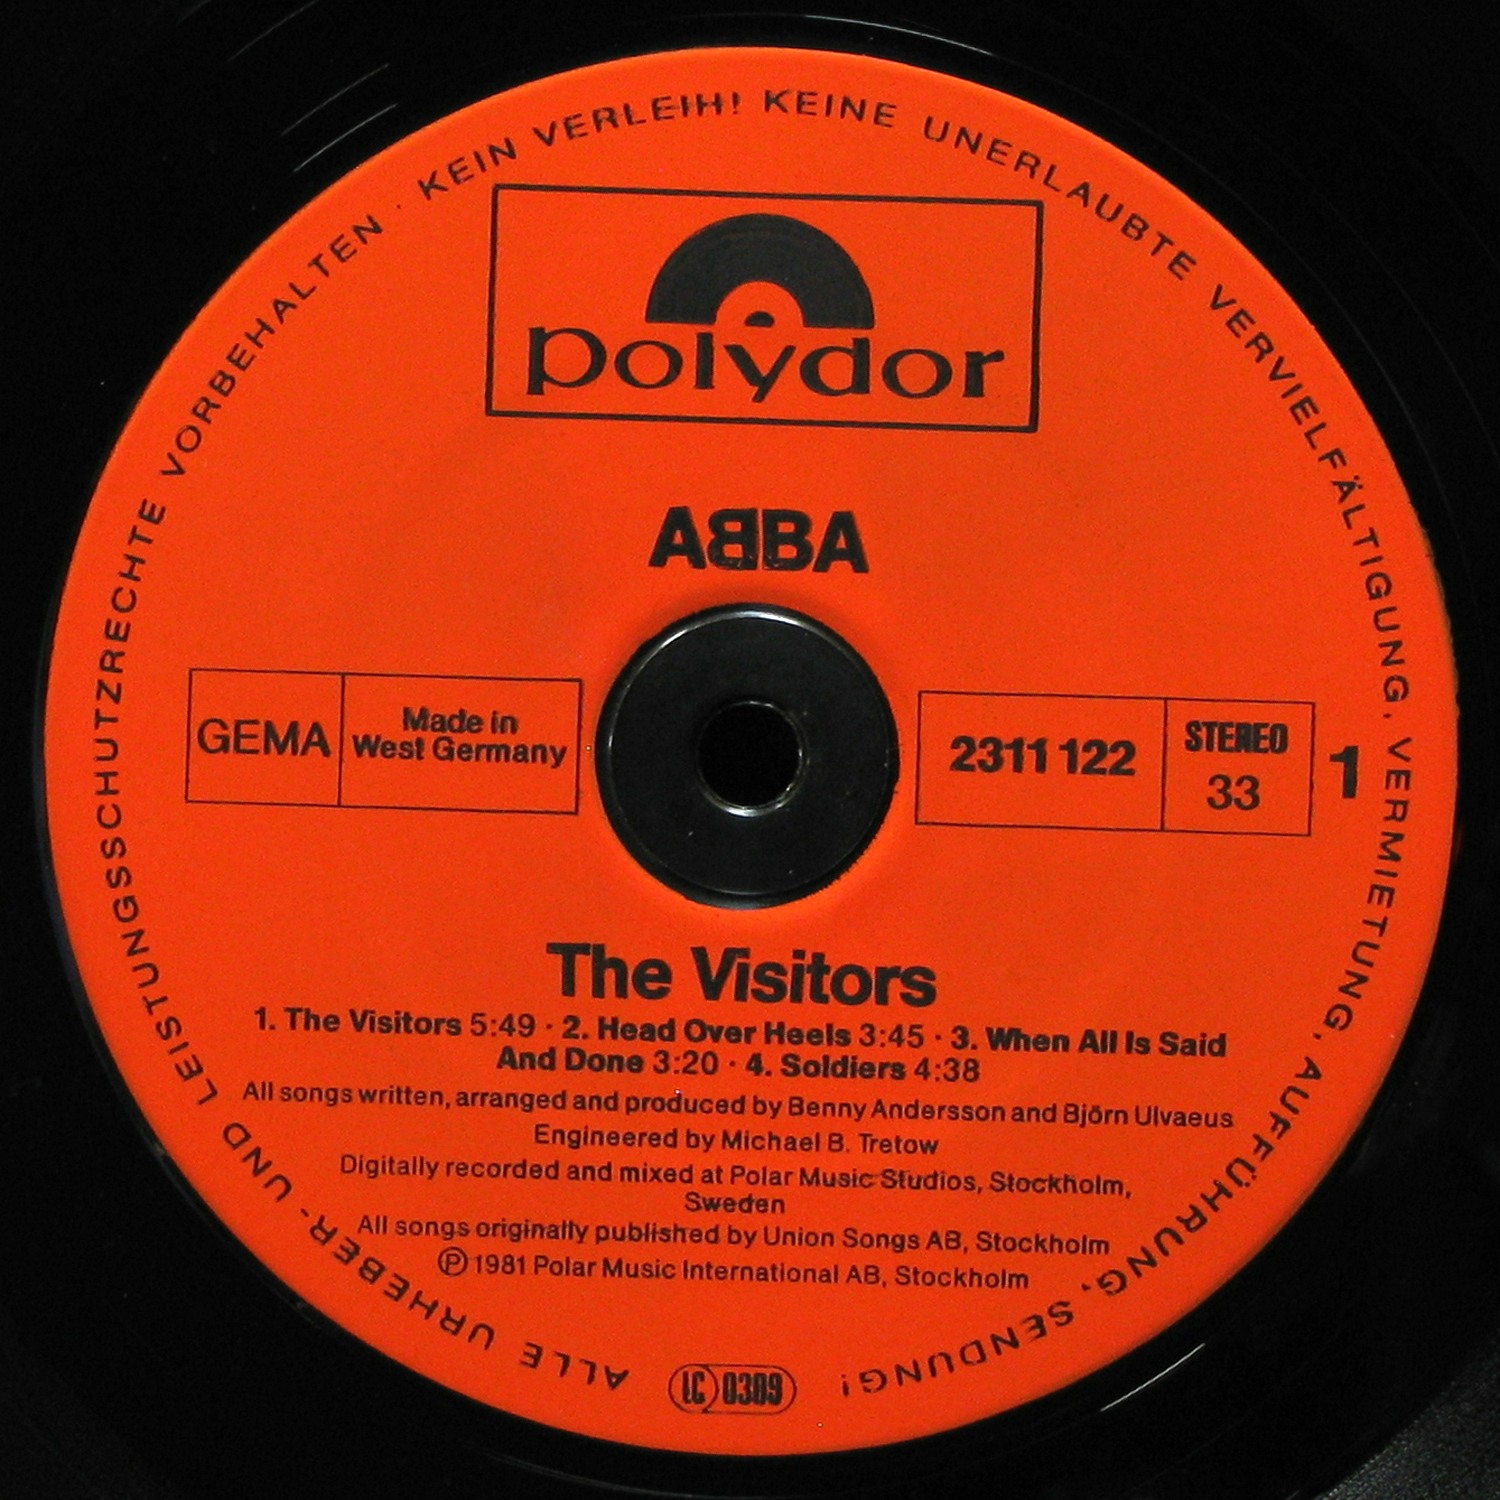 ALLE URHEBER- UND LEISTUNGSSCHUTZRECHTE VORBEHALTEN · KEIN VERLEIH! KEINE UNERLAUBTE VERVIELFÄLTIGUNG, VERMIETUNG, AUFFÜHRUNG, SENDUNG!
polydor
ABBA
GEMA
Made in
West Germany
2311 122
STEREO
33
1
The Visitors
1. The Visitors 5:49 · 2. Head Over Heels 3:45 · 3. When All Is Said
And Done 3:20 · 4. Soldiers 4:38
All songs written, arranged and produced by Benny Andersson and Björn Ulvaeus
Engineered by Michael B. Tretow
Digitally recorded and mixed at Polar Music Studios, Stockholm,
Sweden
All songs originally published by Union Songs AB, Stockholm
℗ 1981 Polar Music International AB, Stockholm
LC 0309